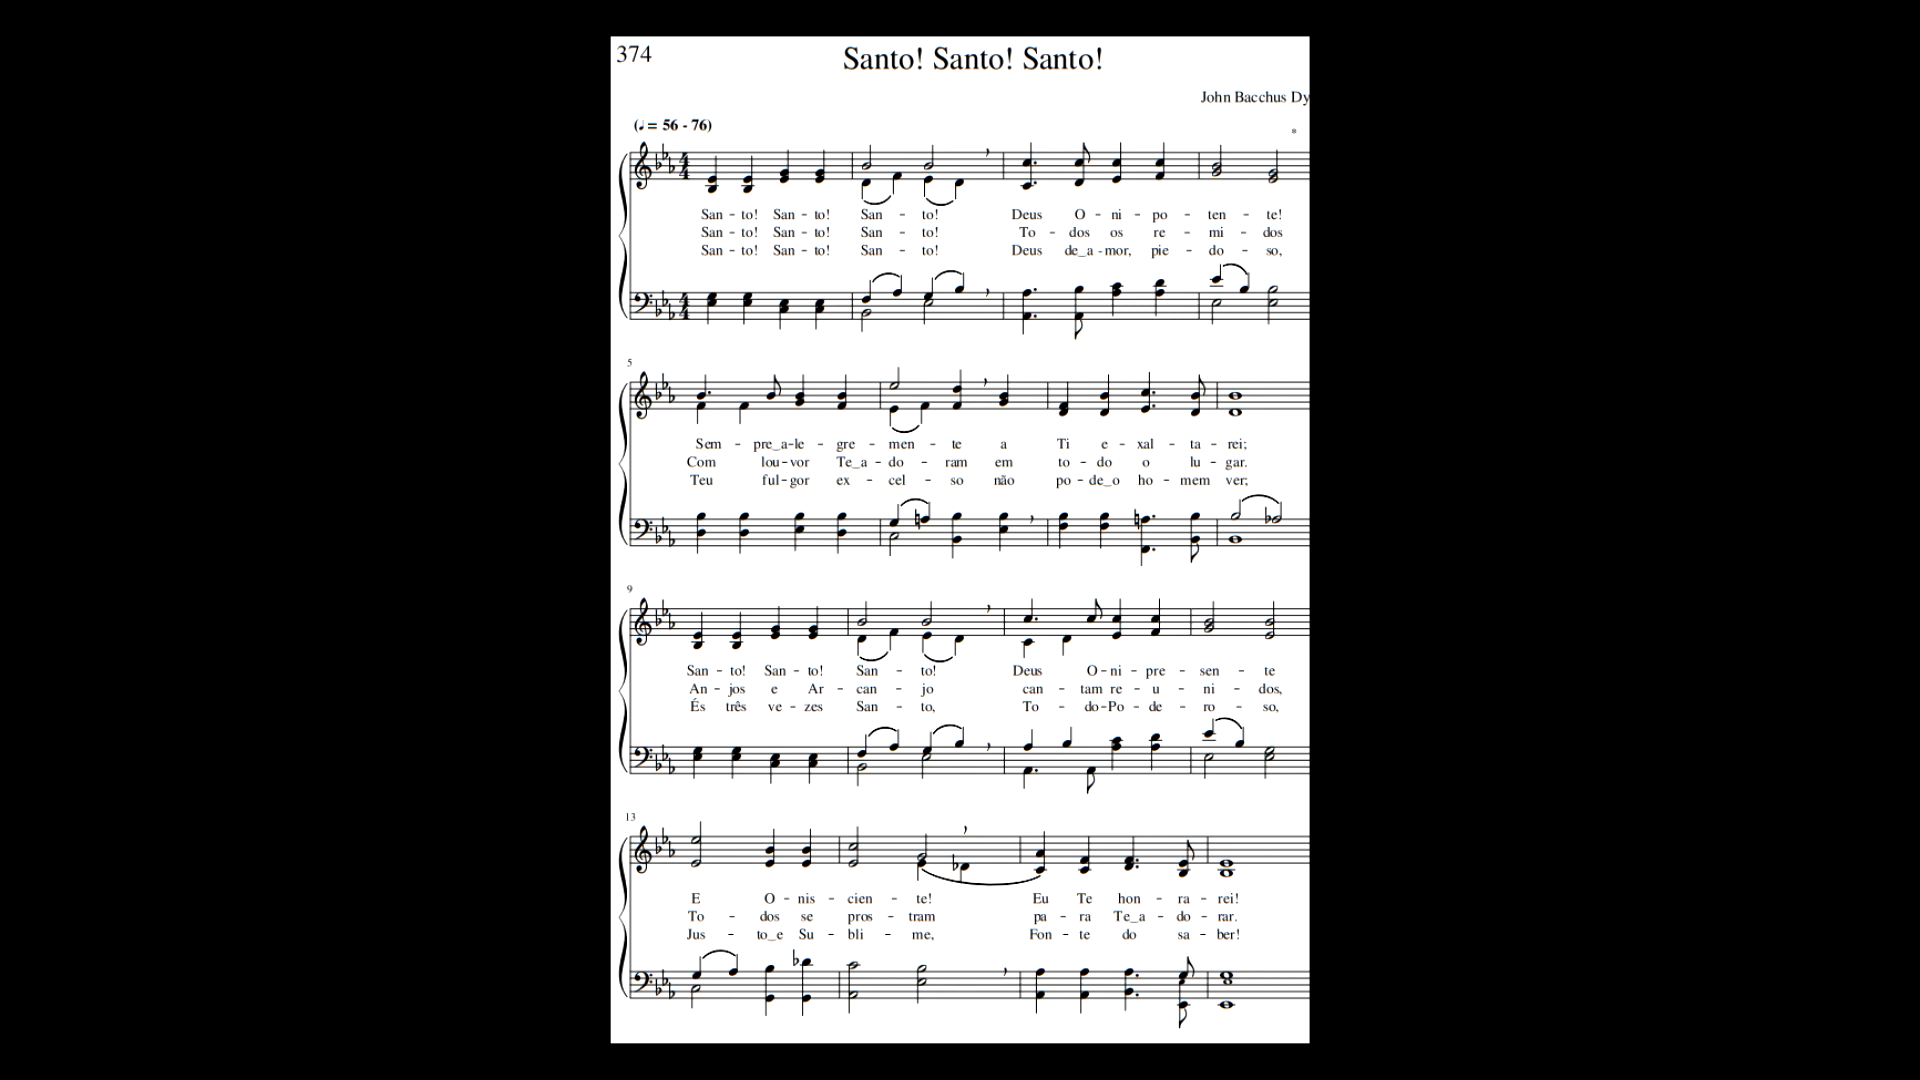 374
Santo! Santo! Santo!
John Bacchus Dy
(♩= 56 - 76)
San - to! San - to! San - to! Deus O - ni - po - ten - te!
San - to! San - to! San - to! To - dos os re - mi - dos
San - to! San - to! San - to! Deus de_a - mor, pie - do - so,
5
Sem - pre_a-le - gre - men - te a Ti e - xal - ta - rei;
Com lou - vor Te_a - do - ram em to - do o lu - gar.
Teu ful - gor ex - cel - so não po - de_o ho - mem ver;
9
San - to! San - to! San - to! Deus O - ni - pre - sen - te
An - jos e Ar - can - jo can - tam re - u - ni - dos,
És três ve - zes San - to, To - do-Po - de - ro - so,
13
E O - nis - cien - te! Eu Te hon - ra - rei!
To - dos se pros - tram pa - ra Te_a - do - rar.
Jus - to_e Su - bli - me, Fon - te do sa - ber!